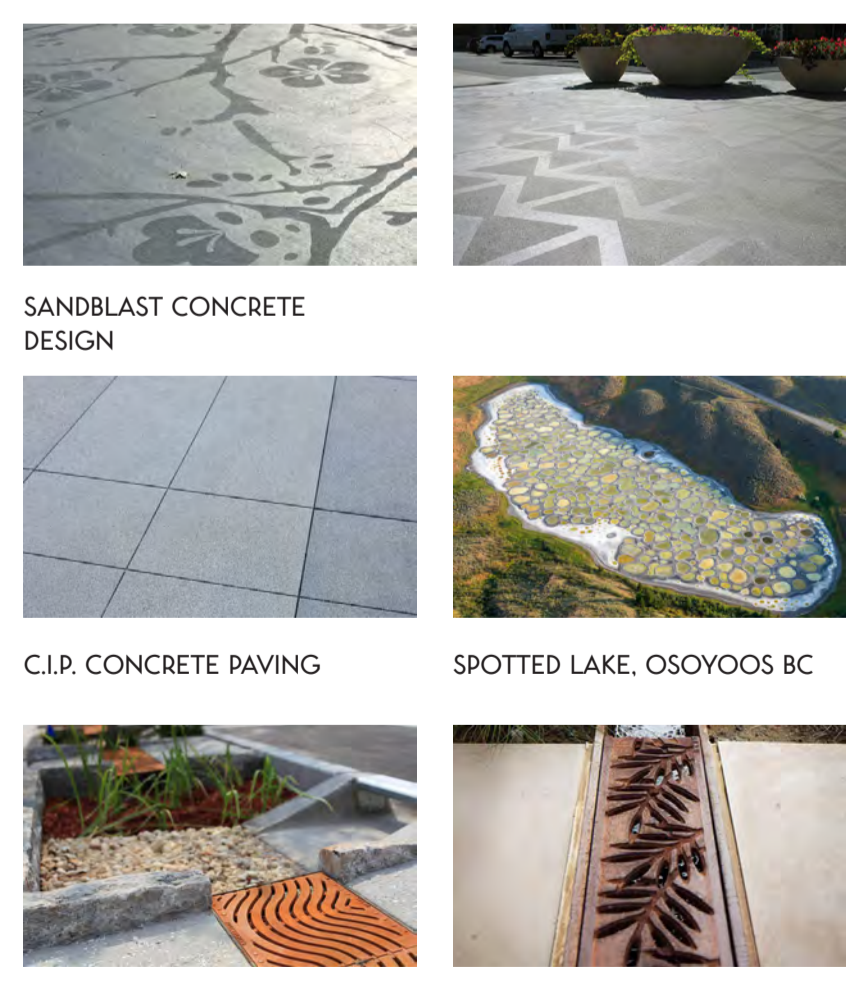 SANDBLAST CONCRETE
DESIGN
C.I.P. CONCRETE PAVING
SPOTTED LAKE, OSOYOOS BC